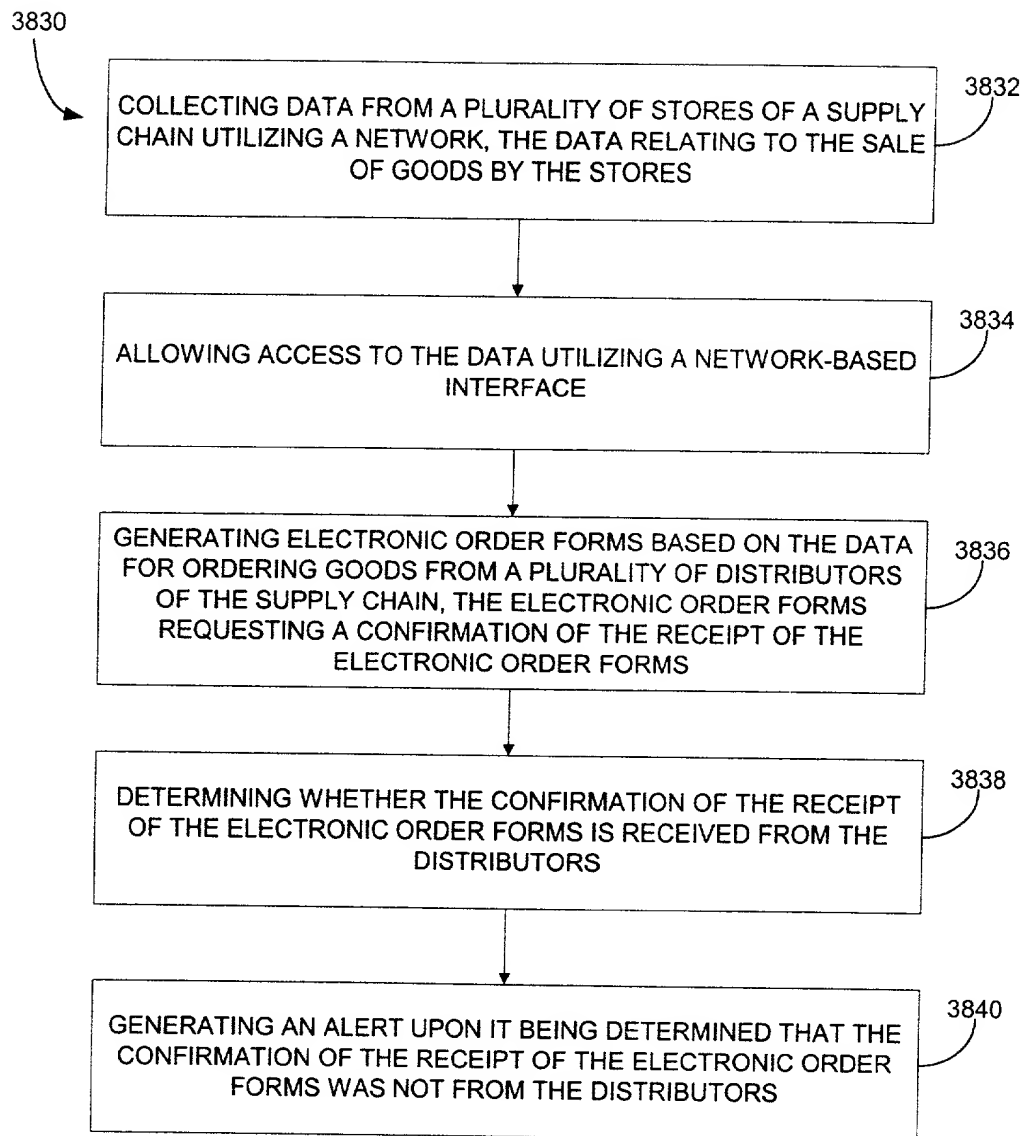 3830
3832
COLLECTING DATA FROM A PLURALITY OF STORES OF A SUPPLY
CHAIN UTILIZING A NETWORK, THE DATA RELATING TO THE SALE
OF GOODS BY THE STORES
3834
ALLOWING ACCESS TO THE DATA UTILIZING A NETWORK-BASED
INTERFACE
3836
GENERATING ELECTRONIC ORDER FORMS BASED ON THE DATA
FOR ORDERING GOODS FROM A PLURALITY OF DISTRIBUTORS
OF THE SUPPLY CHAIN, THE ELECTRONIC ORDER FORMS
REQUESTING A CONFIRMATION OF THE RECEIPT OF THE
ELECTRONIC ORDER FORMS
3838
DETERMINING WHETHER THE CONFIRMATION OF THE RECEIPT
OF THE ELECTRONIC ORDER FORMS IS RECEIVED FROM THE
DISTRIBUTORS
3840
GENERATING AN ALERT UPON IT BEING DETERMINED THAT THE
CONFIRMATION OF THE RECEIPT OF THE ELECTRONIC ORDER
FORMS WAS NOT FROM THE DISTRIBUTORS